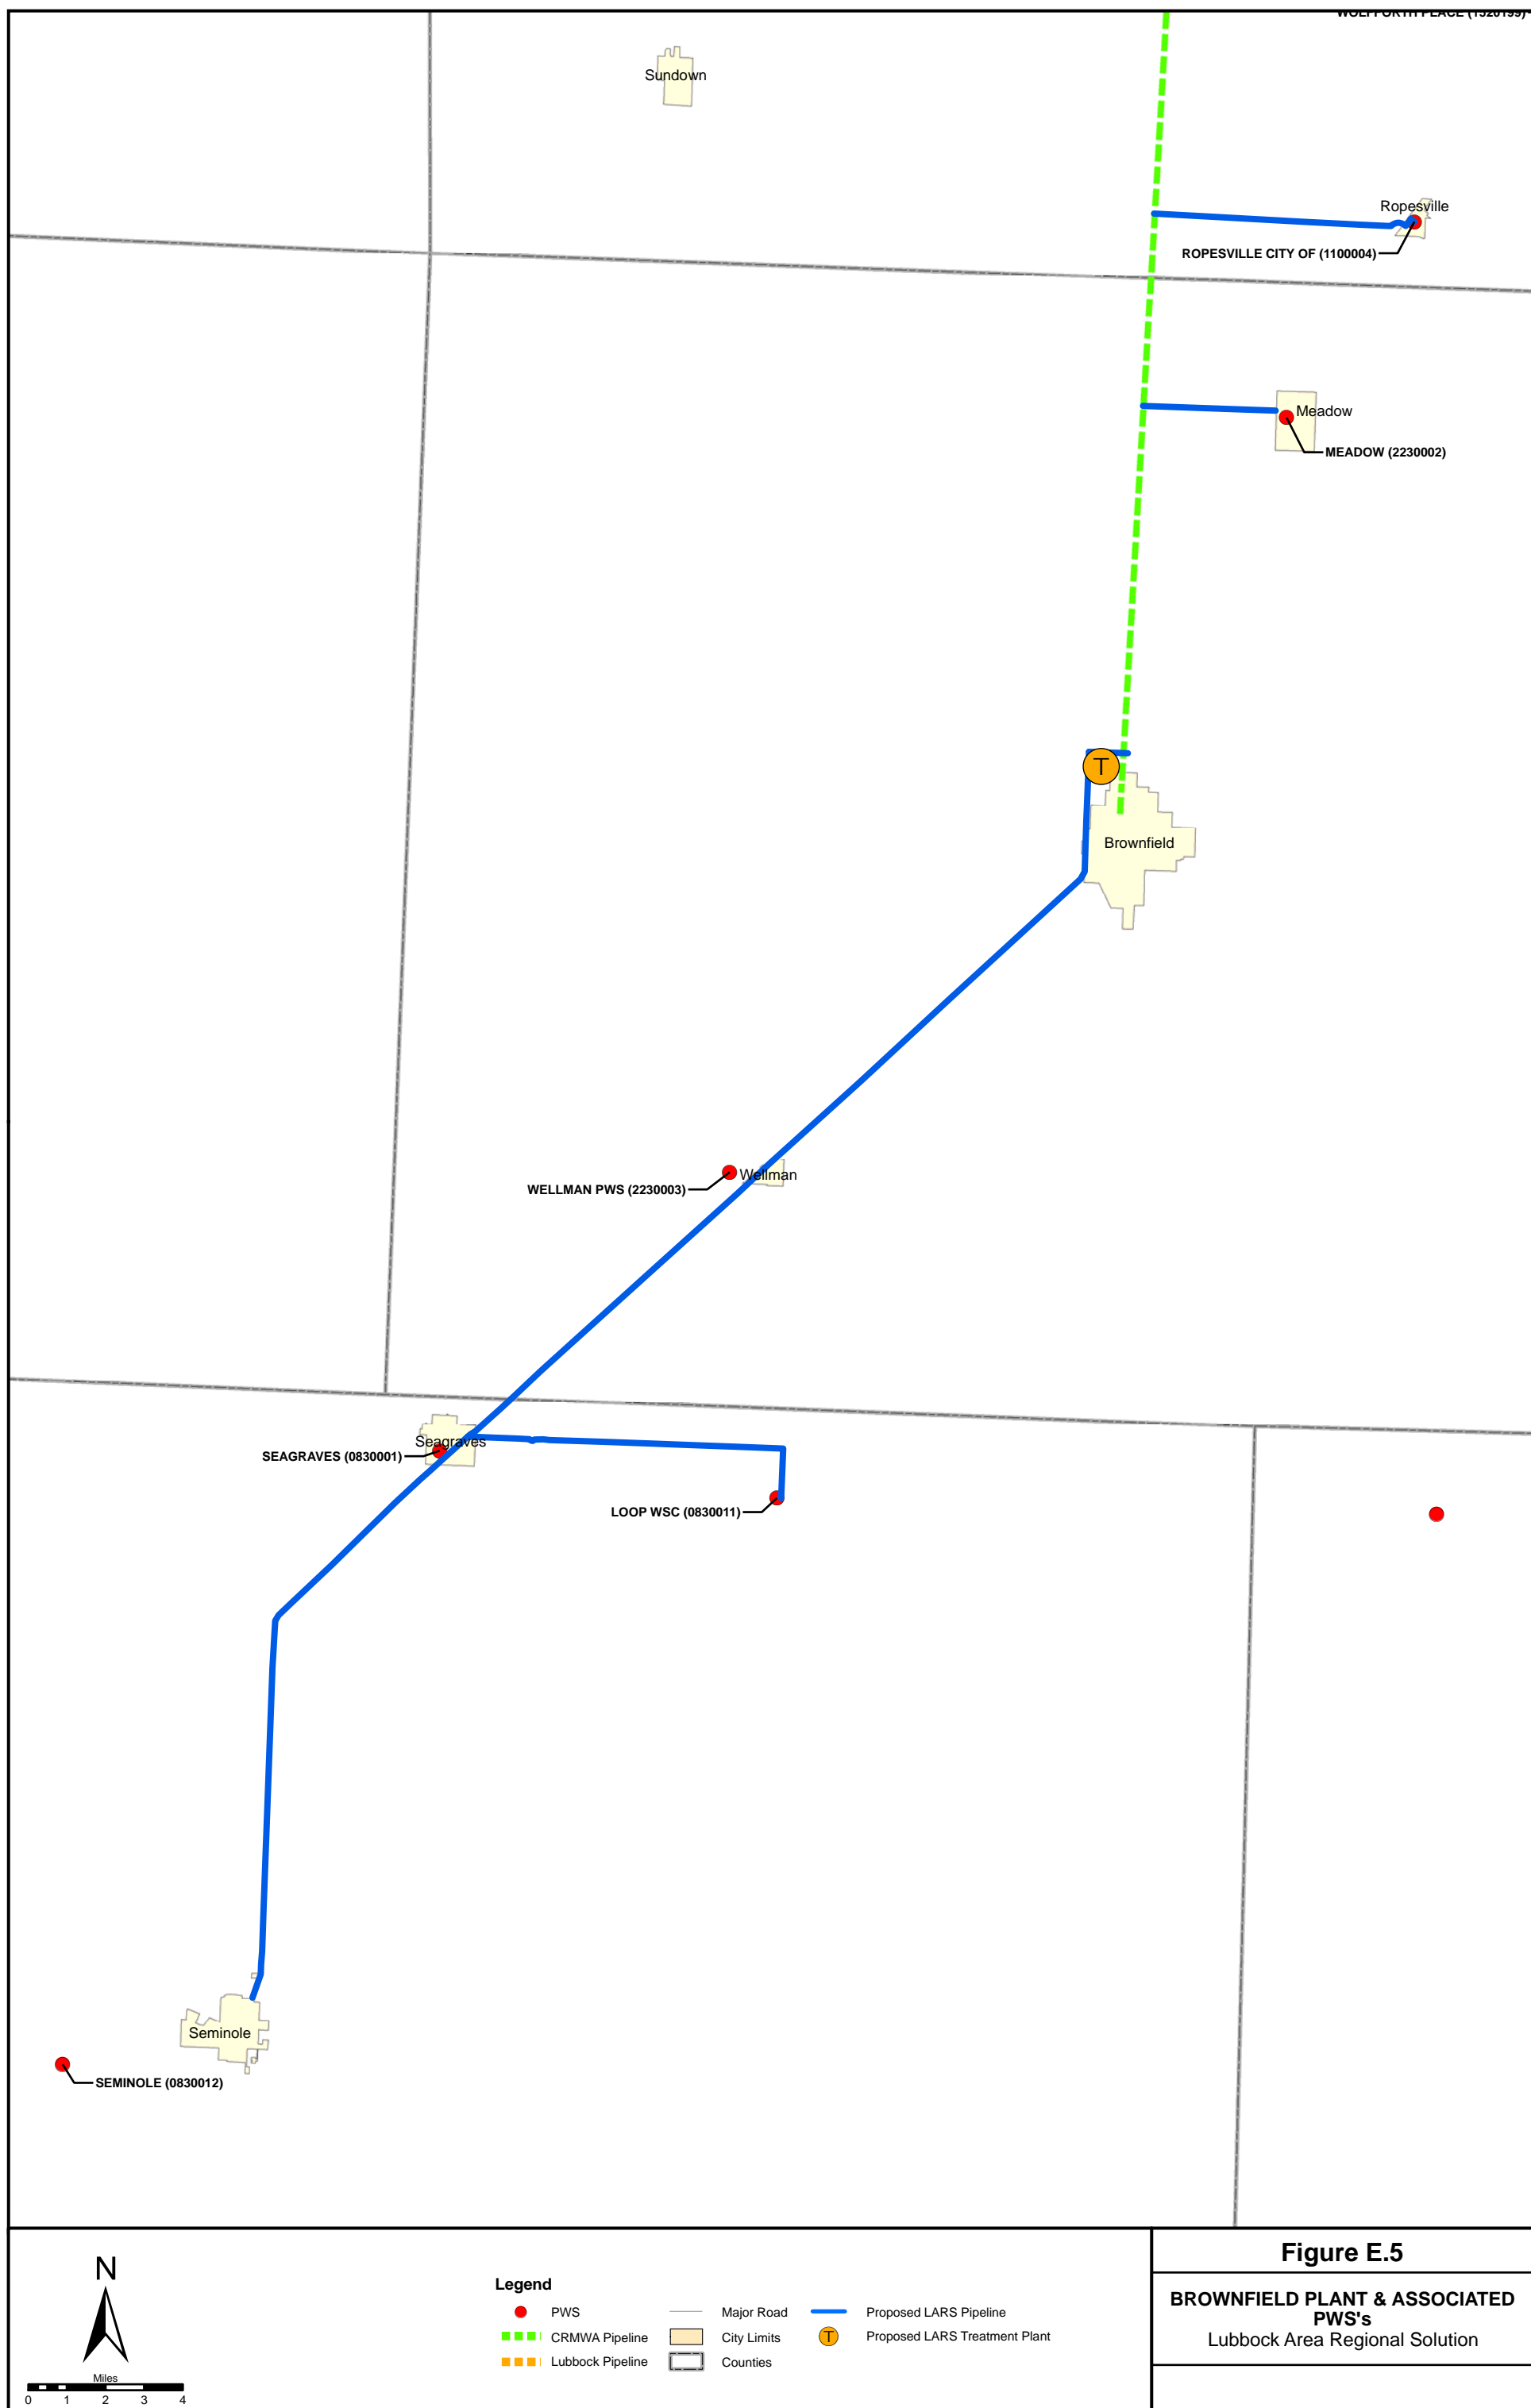 WOLFFORTH PLACE (1520199)
Sundown
Ropesville
ROPESVILLE CITY OF (1100004)
Meadow
MEADOW (2230002)
T
Brownfield
Wellman
WELLMAN PWS (2230003)
Seagraves
SEAGRAVES (0830001)
LOOP WSC (0830011)
Seminole
SEMINOLE (0830012)
N
Miles
0 1 2 3 4
Legend
PWS
CRMWA Pipeline
Lubbock Pipeline
Major Road
City Limits
Counties
Proposed LARS Pipeline
T Proposed LARS Treatment Plant
Figure E.5
BROWNFIELD PLANT & ASSOCIATED
PWS's
Lubbock Area Regional Solution